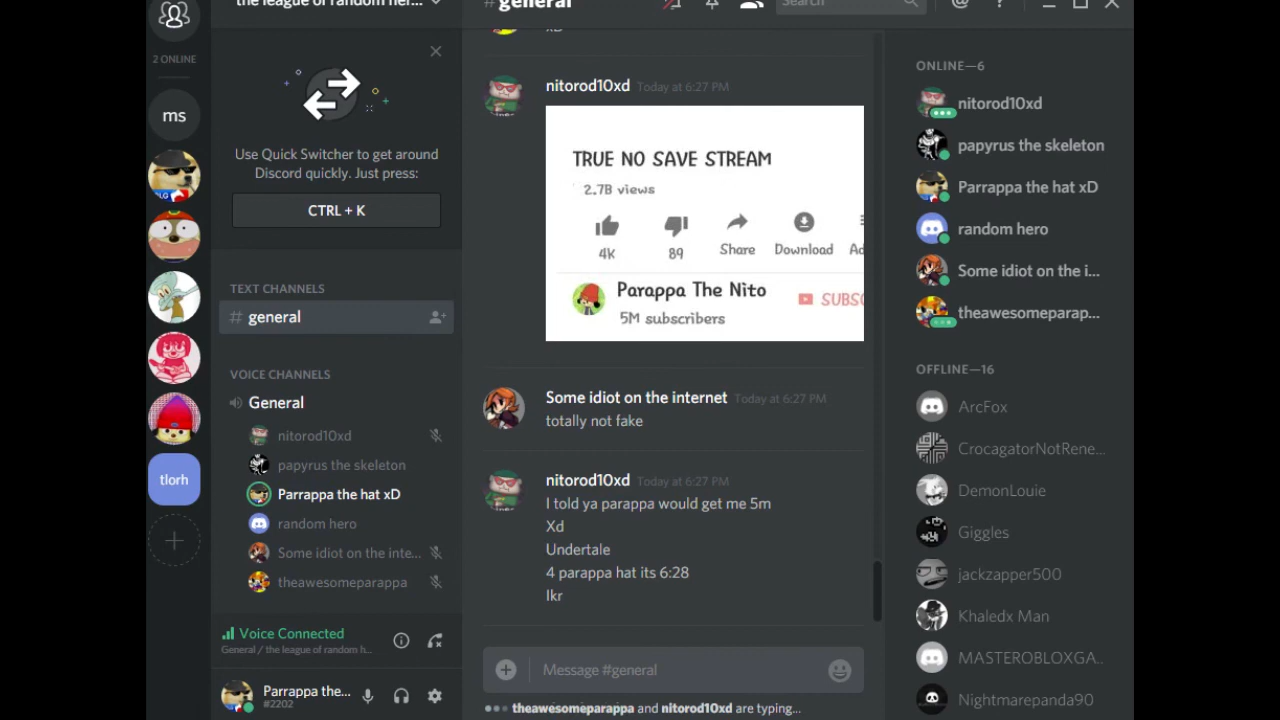 the league of random her...
2 ONLINE
ms
tlorh
Use Quick Switcher to get around
Discord quickly. Just press:
CTRL + K
TEXT CHANNELS
# general
VOICE CHANNELS
General
nitorod10xd
papyrus the skeleton
Parrappa the hat xD
random hero
Some idiot on the inte...
theawesomeparappa
Voice Connected
General / the league of random h...
Parrappa the...
#2202
#general
Search
xD
nitorod10xd Today at 6:27 PM
TRUE NO SAVE STREAM
2.7B views
4K
89
Share
Download
Ad
Parappa The Nito
SUBSC
5M subscribers
Some idiot on the internet Today at 6:27 PM
totally not fake
nitorod10xd Today at 6:27 PM
I told ya parappa would get me 5m
Xd
Undertale
4 parappa hat its 6:28
Ikr
Message #general
theawesomeparappa and nitorod10xd are typing...
ONLINE—6
nitorod10xd
papyrus the skeleton
Parrappa the hat xD
random hero
Some idiot on the i...
theawesomeparap...
OFFLINE—16
ArcFox
CrocagatorNotRene...
DemonLouie
Giggles
jackzapper500
Khaledx Man
MASTEROBLOXGA..
Nightmarepanda90